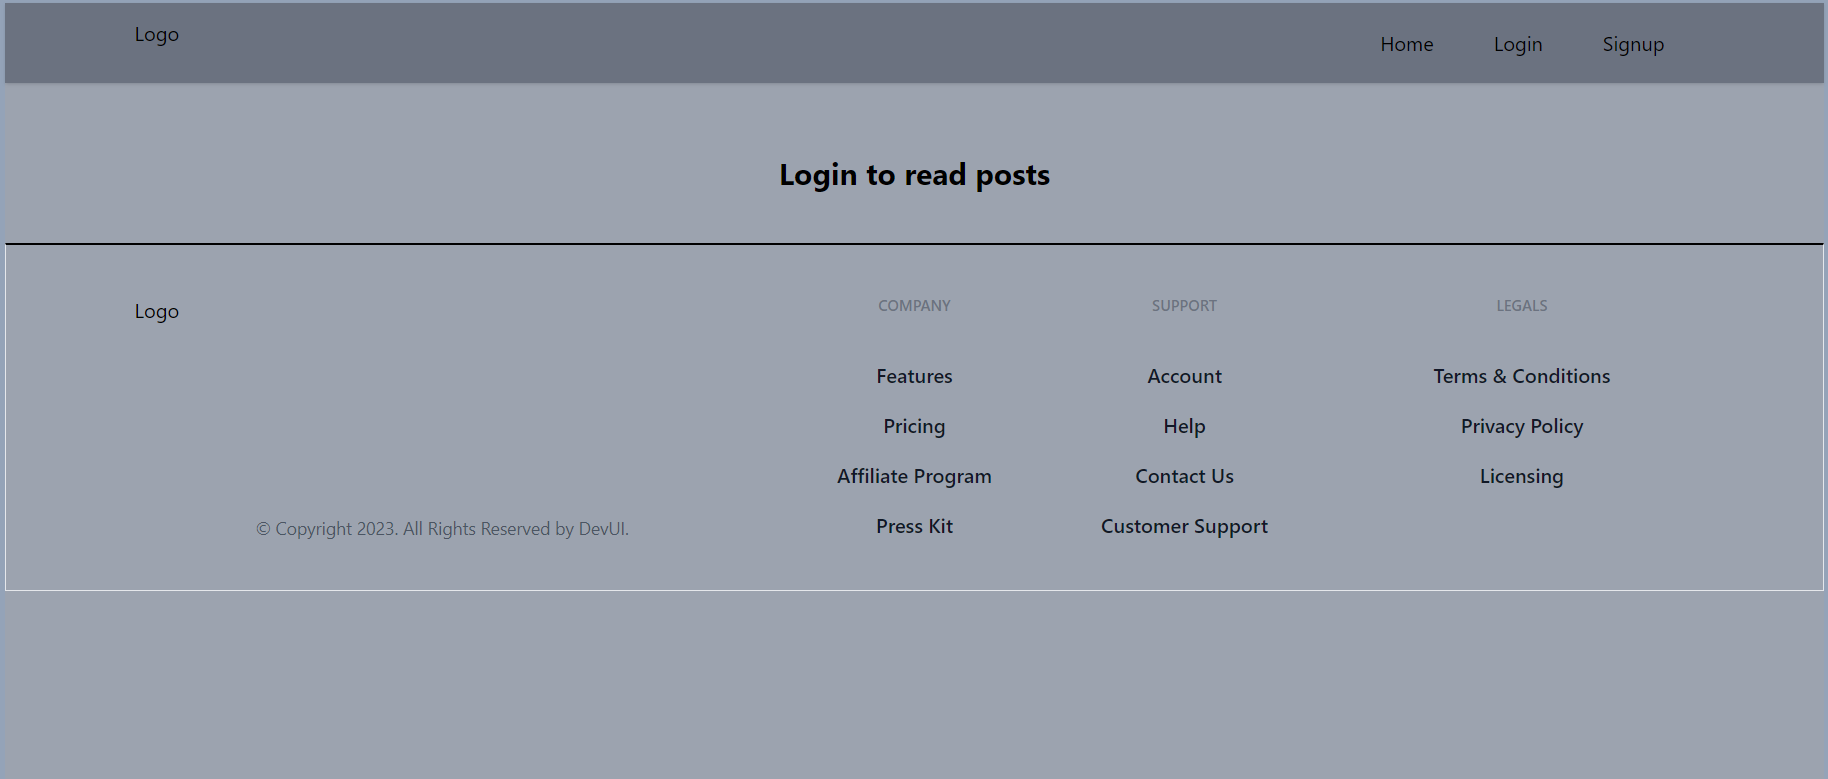 Logo
Home Login Signup
Login to read posts
Logo
© Copyright 2023. All Rights Reserved by DevUI.
COMPANY
Features
Pricing
Affiliate Program
Press Kit
SUPPORT
Account
Help
Contact Us
Customer Support
LEGALS
Terms & Conditions
Privacy Policy
Licensing